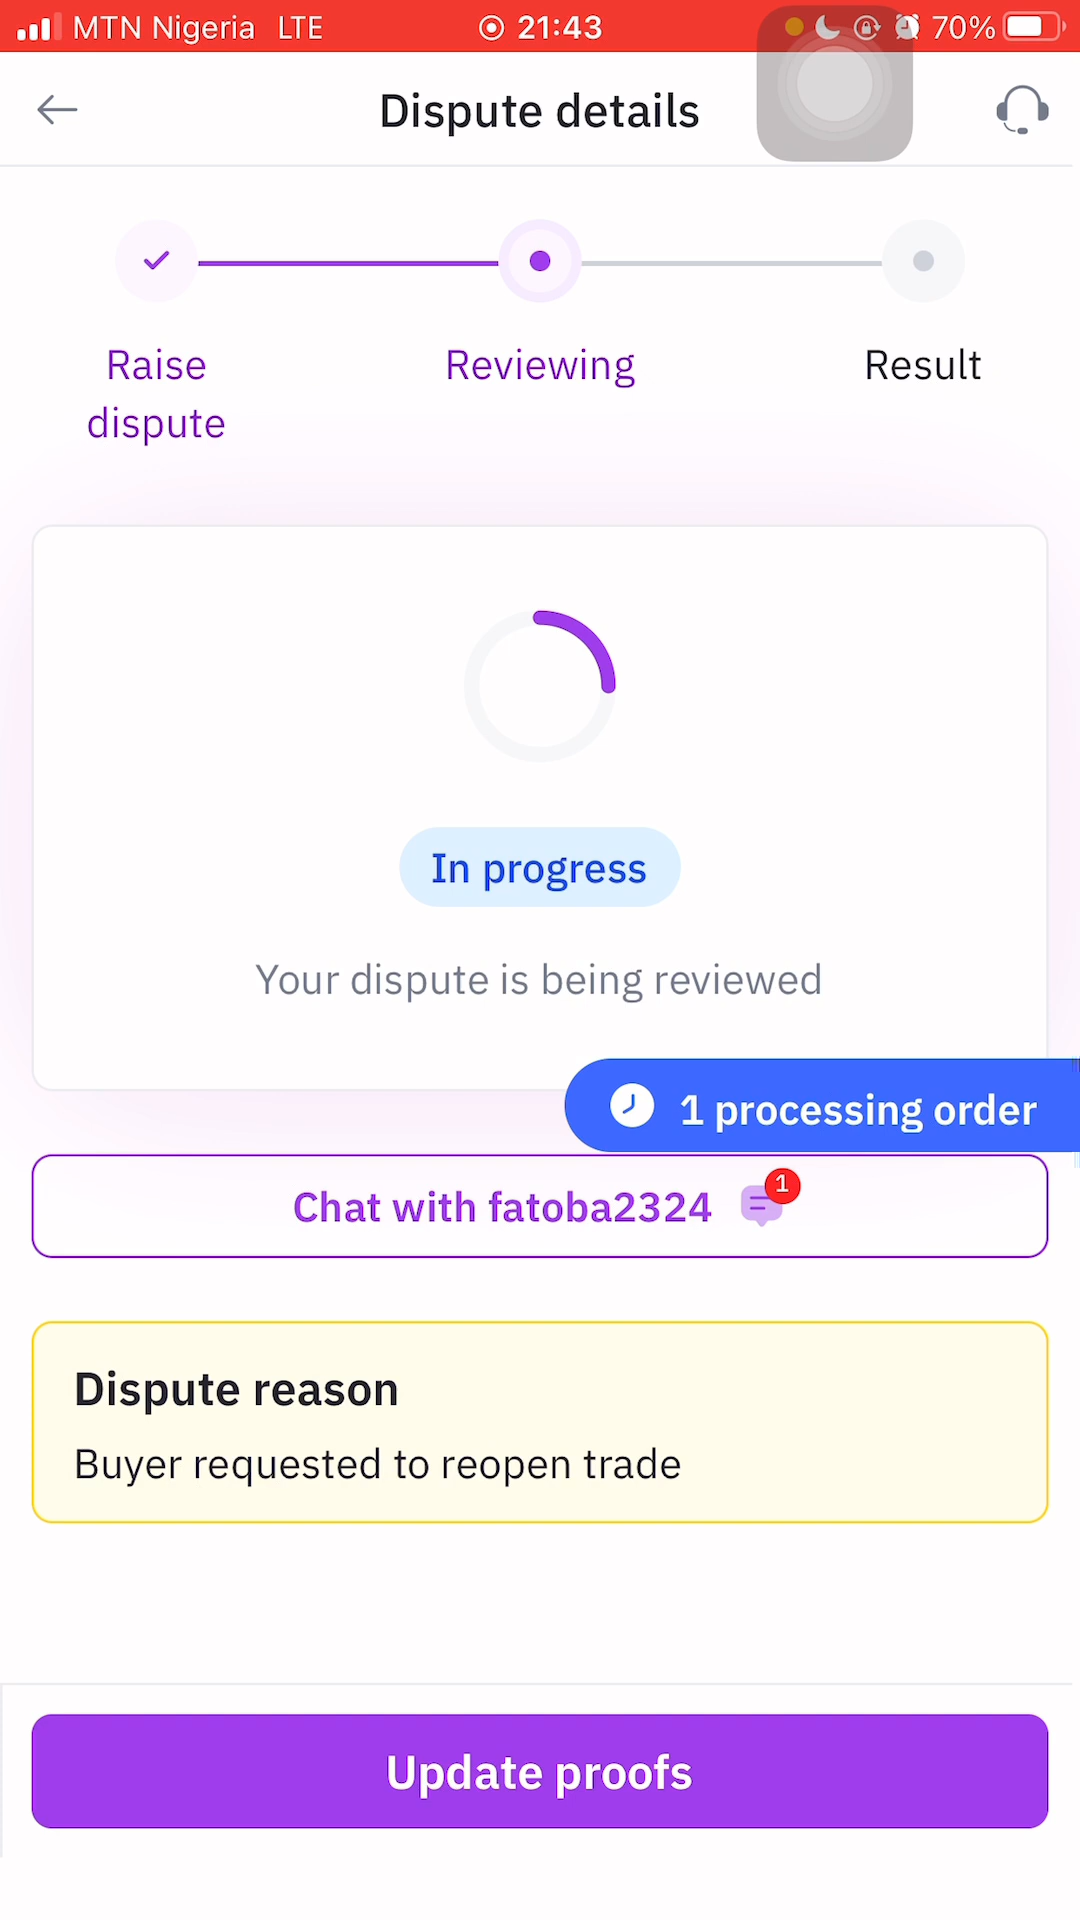 MTN Nigeria LTE 21:43 70%
Dispute details
Raise dispute
Reviewing
Result
In progress
Your dispute is being reviewed
1 processing order
Chat with fatoba2324 1
Dispute reason
Buyer requested to reopen trade
Update proofs